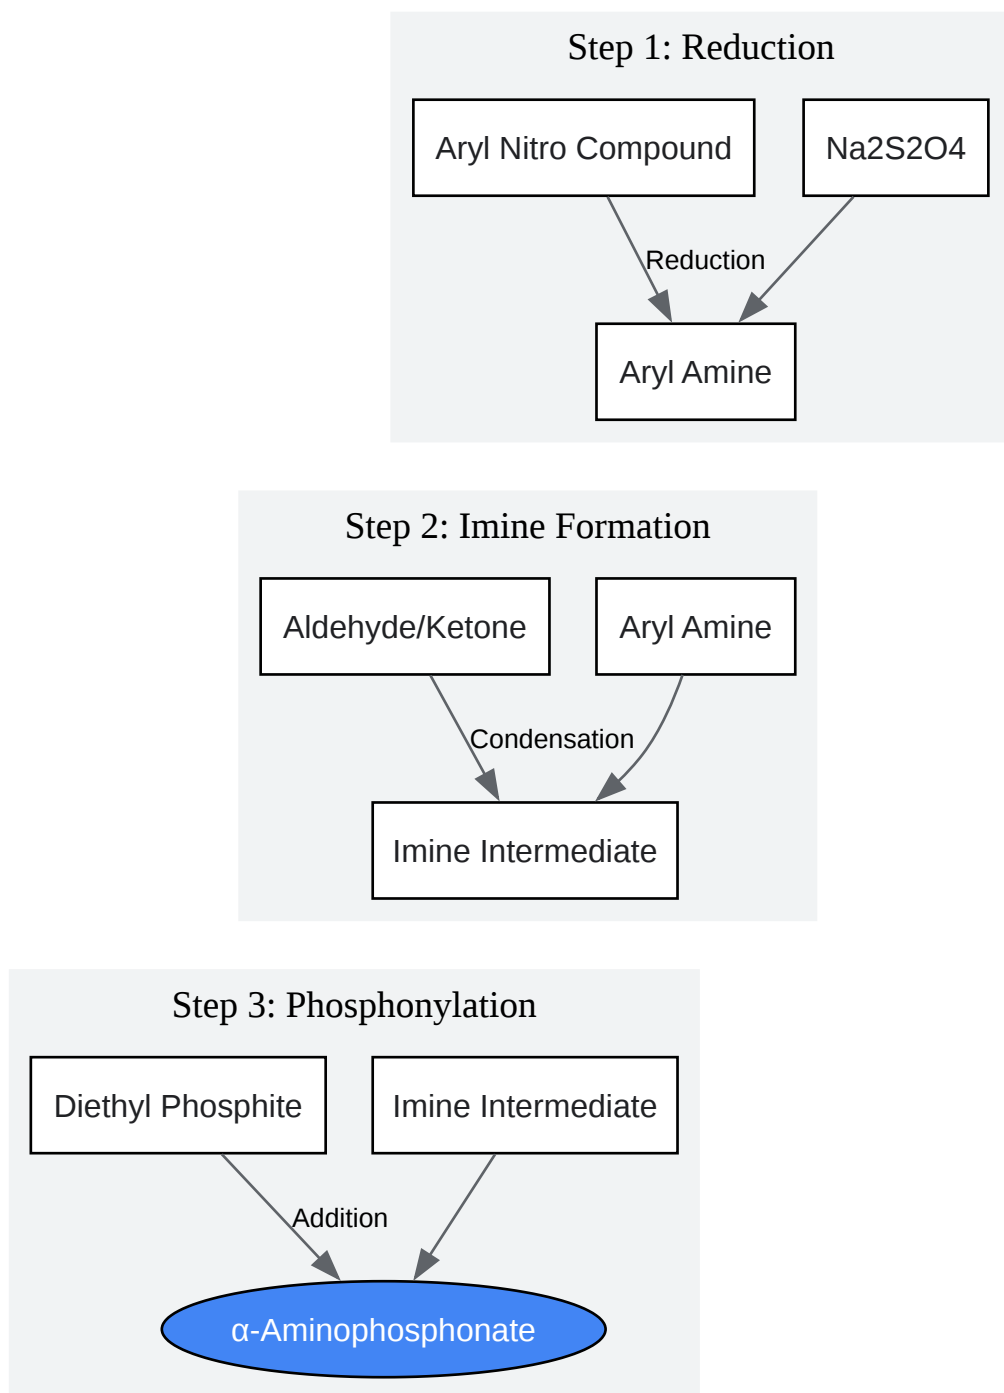 Step 1: Reduction
Aryl Nitro Compound
Na2S2O4
Reduction
Aryl Amine
Step 2: Imine Formation
Aldehyde/Ketone
Aryl Amine
Condensation
Imine Intermediate
Step 3: Phosphonylation
Diethyl Phosphite
Imine Intermediate
Addition
α-Aminophosphonate